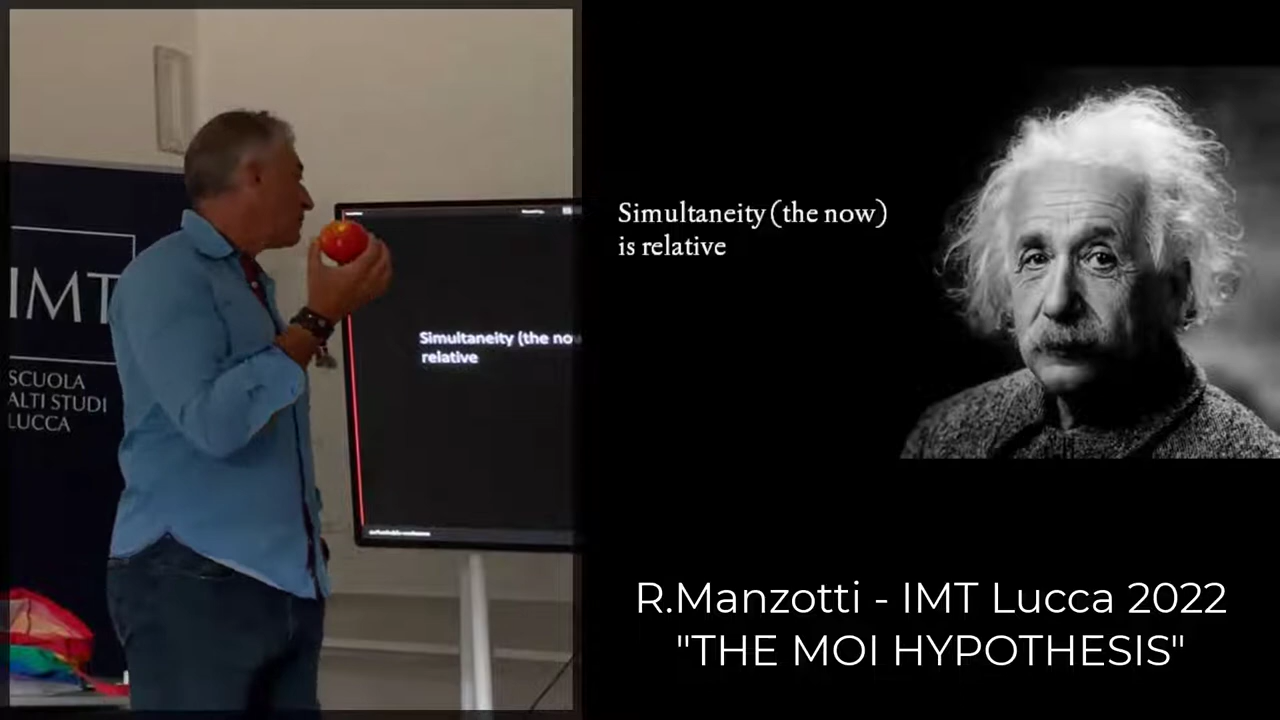 IMT
SCUOLA
ALTI STUDI
LUCCA
Simultaneity (the now
relative
Simultaneity (the now)
is relative
R.Manzotti - IMT Lucca 2022
"THE MOI HYPOTHESIS"